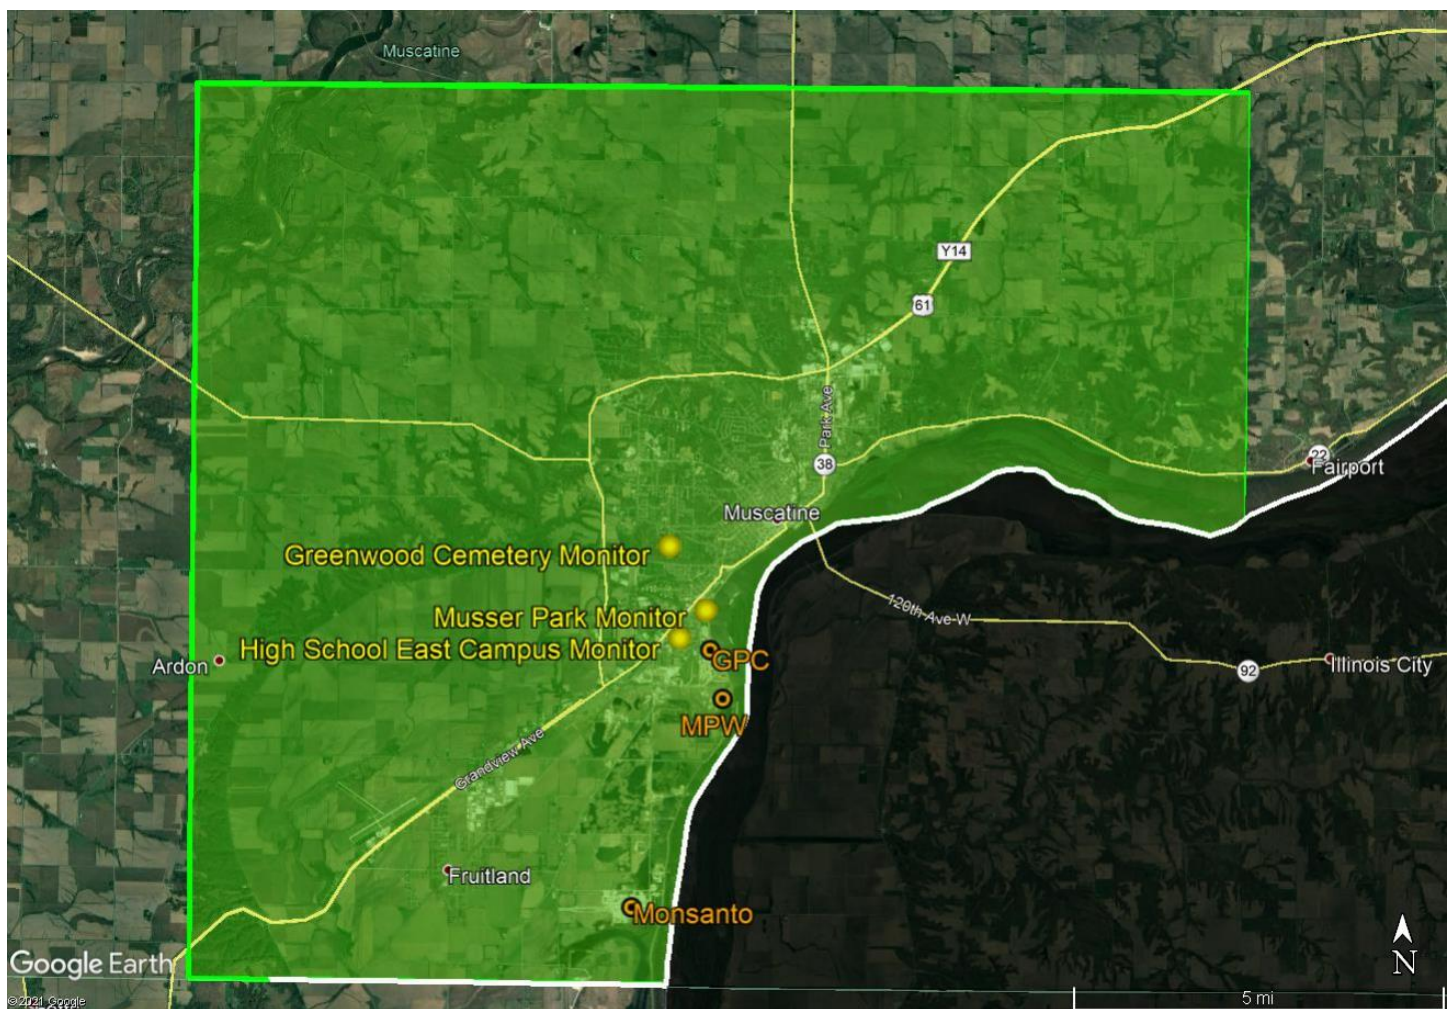 Muscatine
Y14
61
Park Ave
38
22
Fairport
Muscatine
Greenwood Cemetery Monitor
120th Ave W
Musser Park Monitor
High School East Campus Monitor
GPC
Ardon
Illinois City
92
MPW
Grandview Ave
Fruitland
Monsanto
N
Google Earth
©2021 Google
5 mi